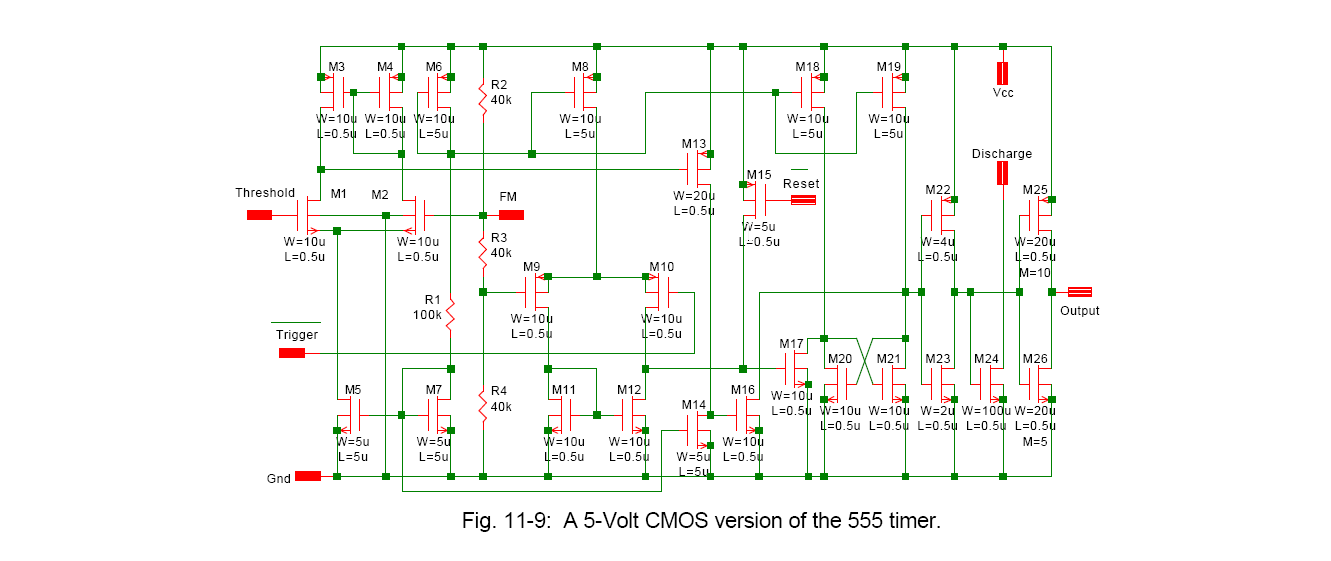 M3
M4
M6
M8
M18
M19
R2
40k
Vcc
W=10u
L=0.5u
W=10u
L=0.5u
W=10u
L=5u
W=10u
L=5u
W=10u
L=5u
W=10u
L=5u
M13
Discharge
W=20u
L=0.5u
M15
Reset
W=5u
L=0.5u
Threshold
M1
M2
FM
M22
M25
W=10u
L=0.5u
W=10u
L=0.5u
R3
40k
W=4u
L=0.5u
W=20u
L=0.5u
M=10
M9
M10
R1
100k
W=10u
L=0.5u
W=10u
L=0.5u
Output
Trigger
M17
M20
M21
M23
M24
M26
W=10u
L=0.5u
M5
M7
R4
40k
M11
M12
M14
M16
W=5u
L=5u
W=5u
L=5u
W=10u
L=0.5u
W=10u
L=0.5u
W=5u
L=5u
W=10u
L=0.5u
W=10u
L=0.5u
W=10u
L=0.5u
W=2u
L=0.5u
W=100u
L=0.5u
W=20u
L=0.5u
M=5
Gnd
Fig. 11-9: A 5-Volt CMOS version of the 555 timer.